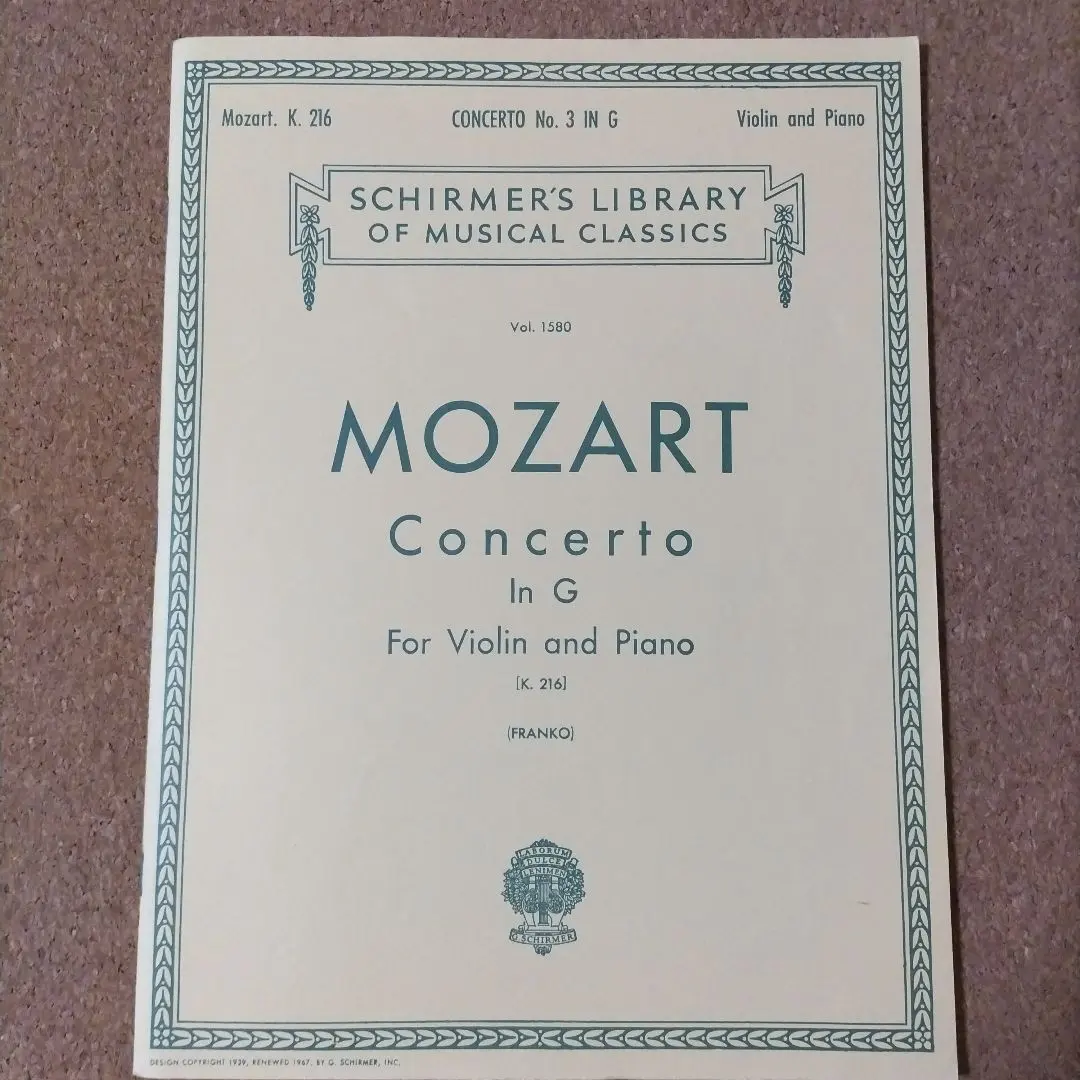 Mozart. K. 216 CONCERTO No. 3 IN G Violin and Piano
SCHIRMER'S LIBRARY
OF MUSICAL CLASSICS
Vol. 1580
MOZART
Concerto
In G
For Violin and Piano
[K. 216]
(FRANKO)
LABORUM
DULCE
LENIMEN
G. SCHIRMER
DESIGN COPYRIGHT 1939, RENEWED 1967, BY G. SCHIRMER, INC.